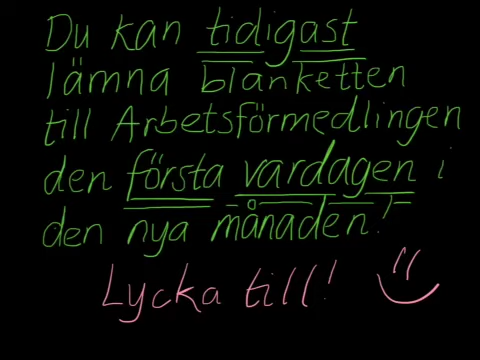 Du kan tidigast
lämna blanketten
till Arbetsförmedlingen
den första vardagen i
den nya månaden!
Lycka till!